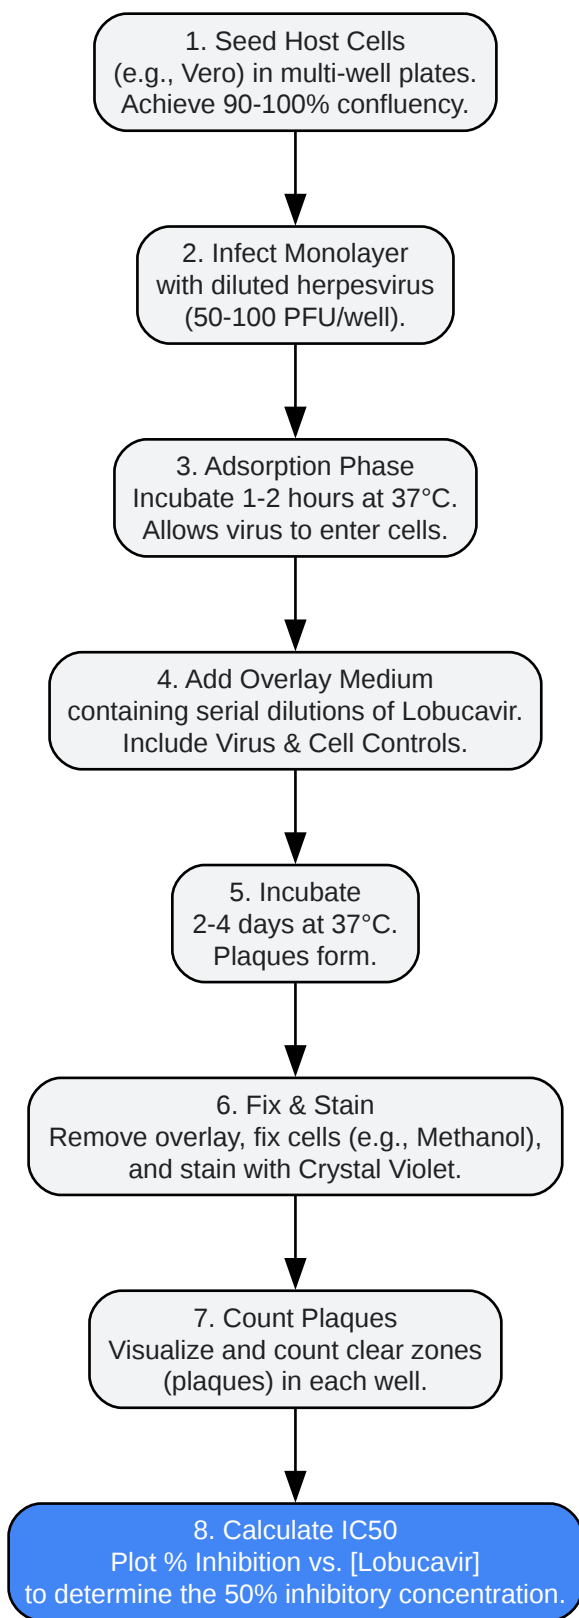 1. Seed Host Cells
(e.g., Vero) in multi-well plates.
Achieve 90-100% confluency.
2. Infect Monolayer
with diluted herpesvirus
(50-100 PFU/well).
3. Adsorption Phase
Incubate 1-2 hours at 37°C.
Allows virus to enter cells.
4. Add Overlay Medium
containing serial dilutions of Lobucavir.
Include Virus & Cell Controls.
5. Incubate
2-4 days at 37°C.
Plaques form.
6. Fix & Stain
Remove overlay, fix cells (e.g., Methanol),
and stain with Crystal Violet.
7. Count Plaques
Visualize and count clear zones
(plaques) in each well.
8. Calculate IC50
Plot % Inhibition vs. [Lobucavir]
to determine the 50% inhibitory concentration.